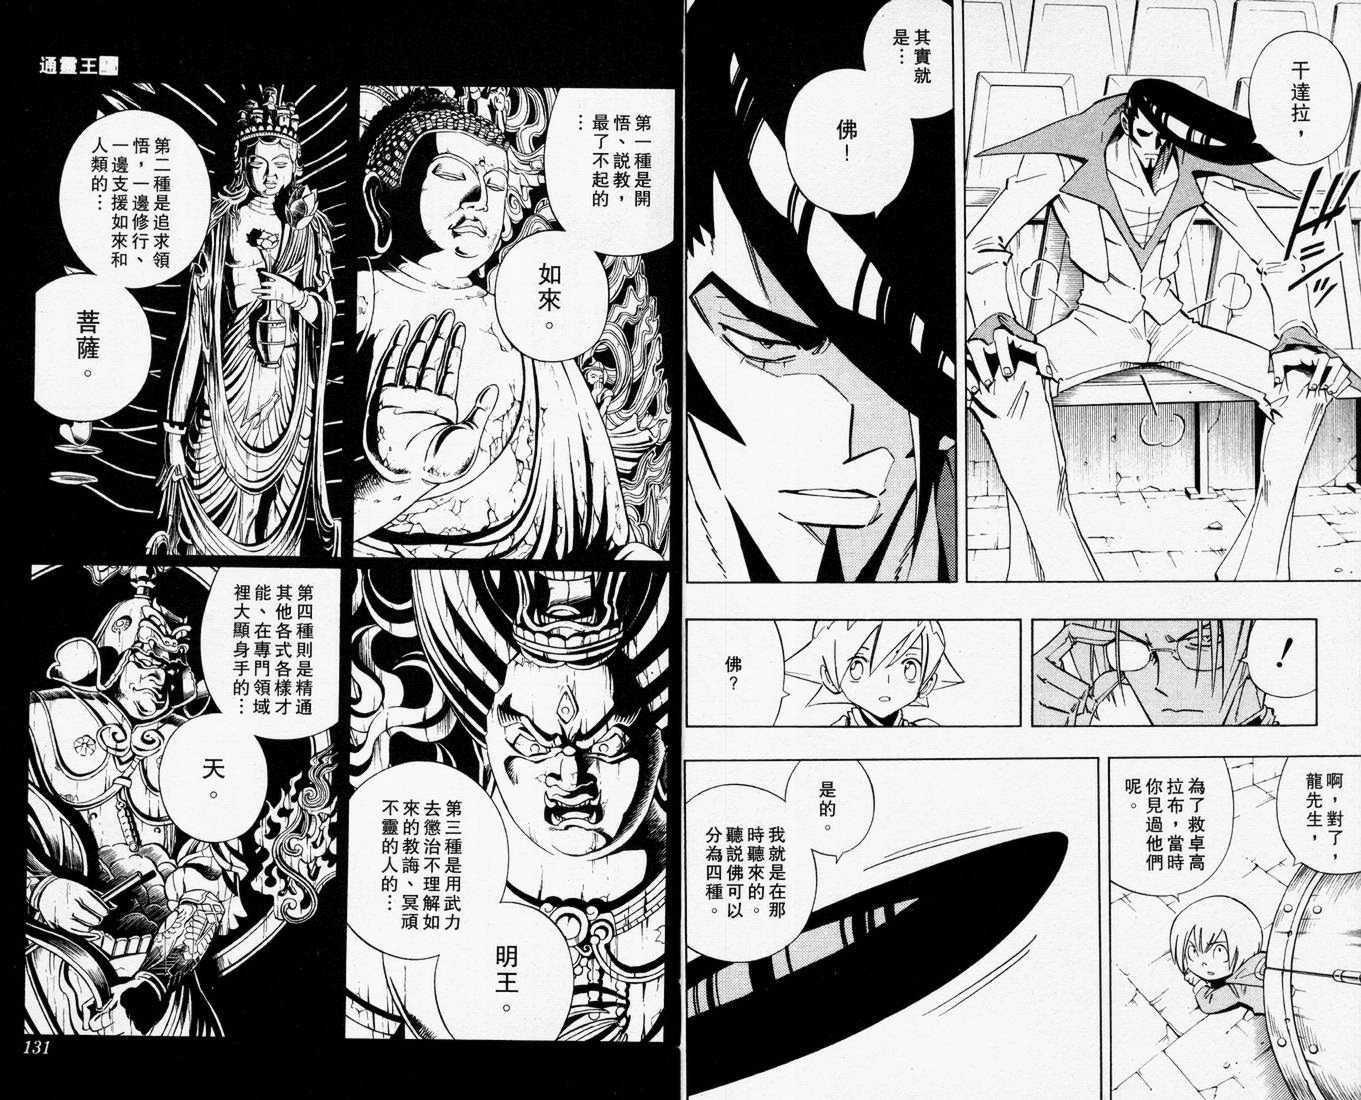 干達拉，
其實就
是…
佛！
！
佛？
啊，對了，
龍先生，
為了救卓高
拉布，當時
你見過他們
呢。
是的。
我就是在那
時聽來的。
聽説佛可以
分為四種。
通靈王
第一種是開
悟、説教，
最了不起的
…
如來。
第二種是追求領
悟，一邊修行、
一邊支援如來和
人類的…
菩薩。
第三種是用武力
去懲治不理解如
來的教誨、冥頑
不靈的人的…
明王。
第四種則是精通
其他各式各樣才
能、在專門領域
裡大顯身手的…
天。
131